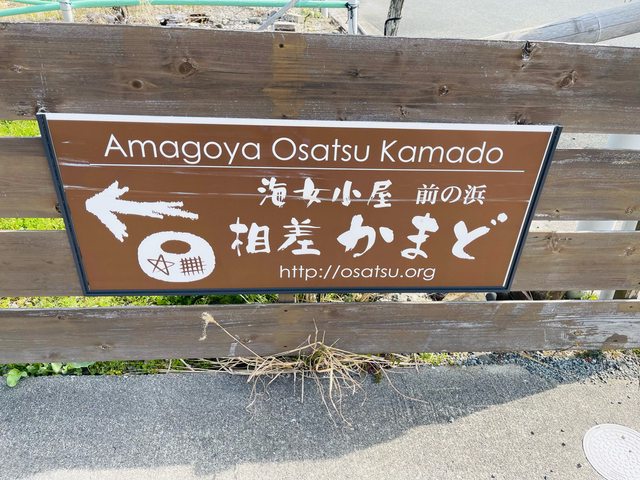 Amagoya Osatsu Kamado
海女小屋 前の浜
相差かまど
http://osatsu.org